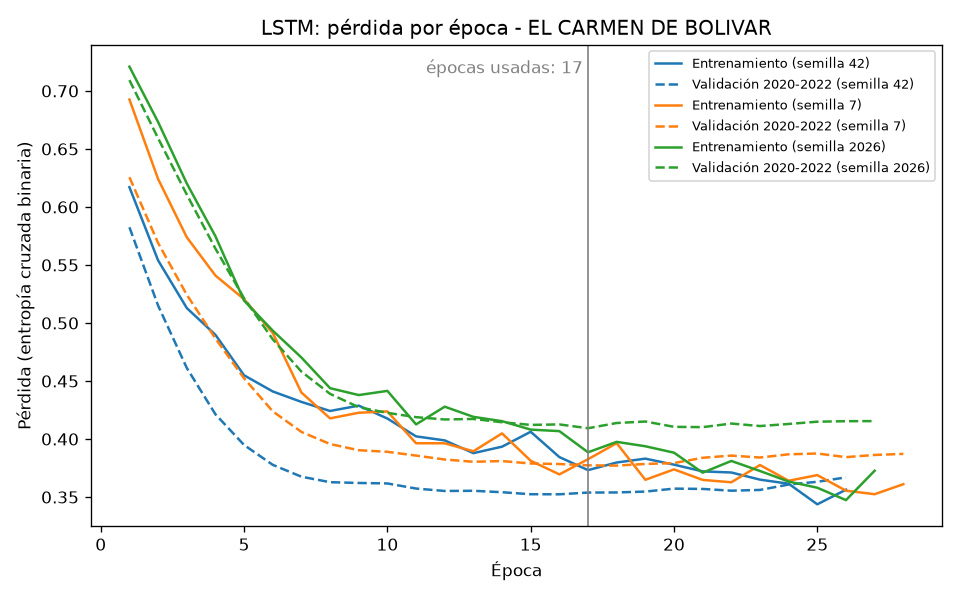 LSTM: pérdida por época - EL CARMEN DE BOLIVAR
épocas usadas: 17
Entrenamiento (semilla 42)
Validación 2020-2022 (semilla 42)
Entrenamiento (semilla 7)
Validación 2020-2022 (semilla 7)
Entrenamiento (semilla 2026)
Validación 2020-2022 (semilla 2026)
Pérdida (entropía cruzada binaria)
0.70
0.65
0.60
0.55
0.50
0.45
0.40
0.35
0
5
10
15
20
25
Época